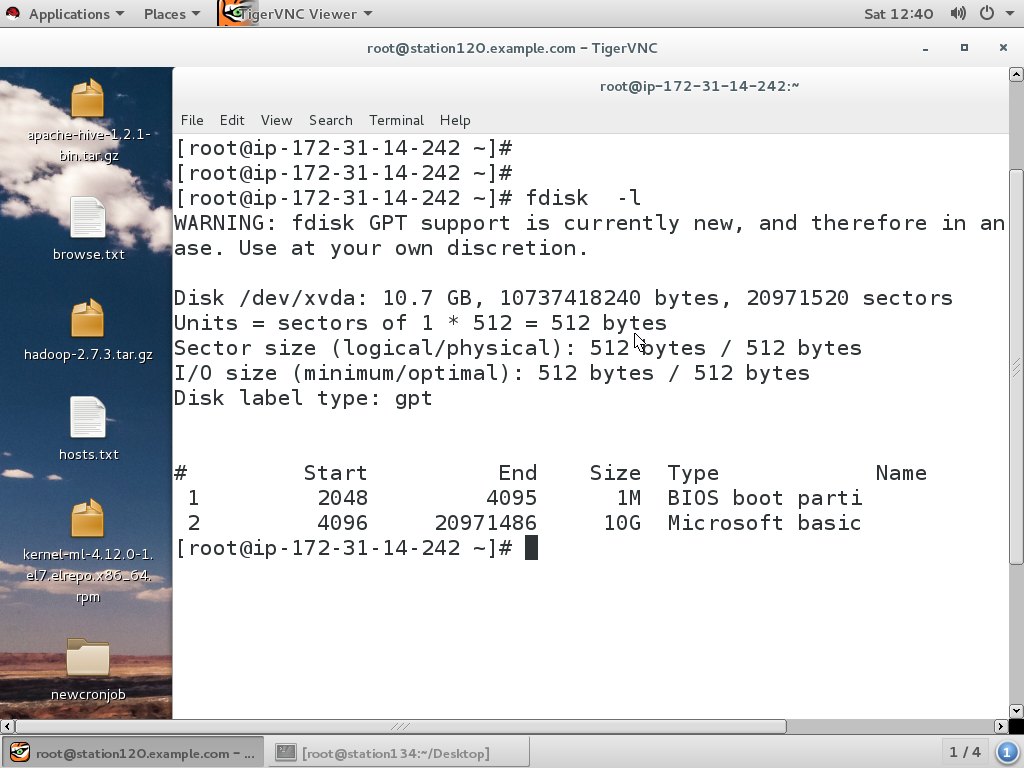 Applications Places TigerVNC Viewer Sat 12:40
root@station120.example.com - TigerVNC
root@ip-172-31-14-242:~
File Edit View Search Terminal Help
[root@ip-172-31-14-242 ~]#
[root@ip-172-31-14-242 ~]#
[root@ip-172-31-14-242 ~]# fdisk  -l
WARNING: fdisk GPT support is currently new, and therefore in an
ase. Use at your own discretion.
Disk /dev/xvda: 10.7 GB, 10737418240 bytes, 20971520 sectors
Units = sectors of 1 * 512 = 512 bytes
Sector size (logical/physical): 512 bytes / 512 bytes
I/O size (minimum/optimal): 512 bytes / 512 bytes
Disk label type: gpt
#         Start          End    Size  Type            Name
 1         2048         4095      1M  BIOS boot parti
 2         4096     20971486     10G  Microsoft basic
[root@ip-172-31-14-242 ~]#
apache-hive-1.2.1-
bin.tar.gz
browse.txt
hadoop-2.7.3.tar.gz
hosts.txt
kernel-ml-4.12.0-1.
el7.elrepo.x86_64.
rpm
newcronjob
root@station120.example.com - ... [root@station134:~/Desktop] 1 / 4 1